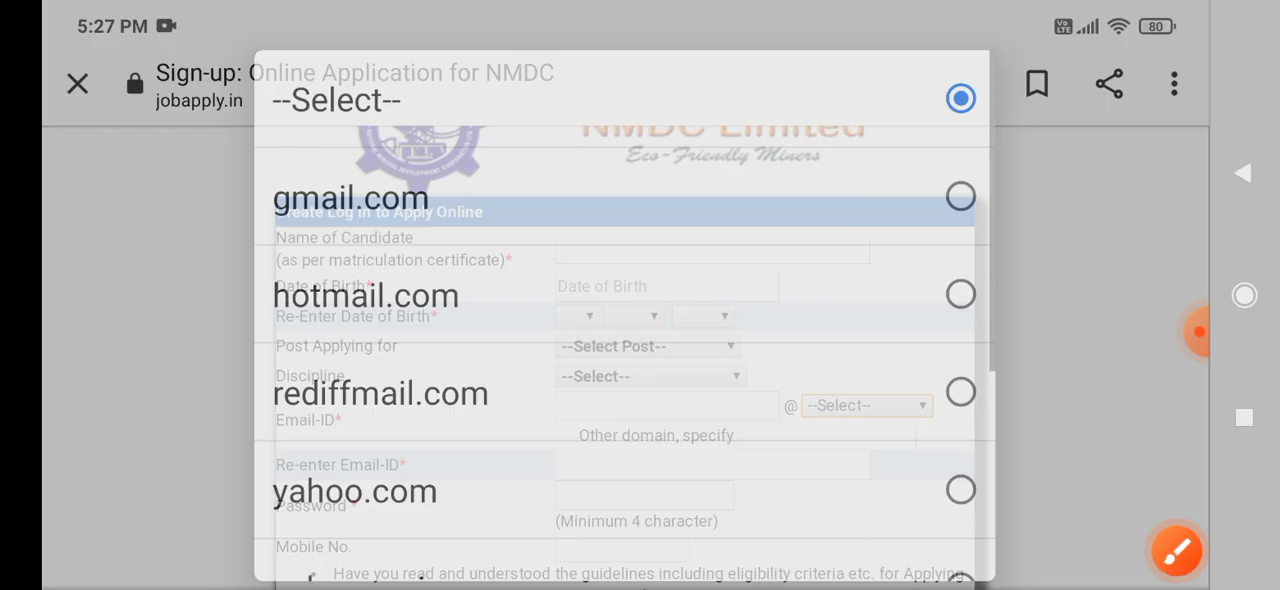 5:27 PM
Vo LTE
80
Sign-up: Online Application for NMDC
jobapply.in
--Select--
NMDC Limited
Eco-Friendly Miners
gmail.com
Create Log in to Apply Online
Name of Candidate
(as per matriculation certificate)*
Date of Birth* Date of Birth
hotmail.com
Re-Enter Date of Birth*
Post Applying for --Select Post--
Discipline --Select--
rediffmail.com
@ --Select--
Email-ID*
Other domain, specify
Re-enter Email-ID*
yahoo.com
Password *
(Minimum 4 character)
Mobile No.
Have you read and understood the guidelines including eligibility criteria etc. for Applying